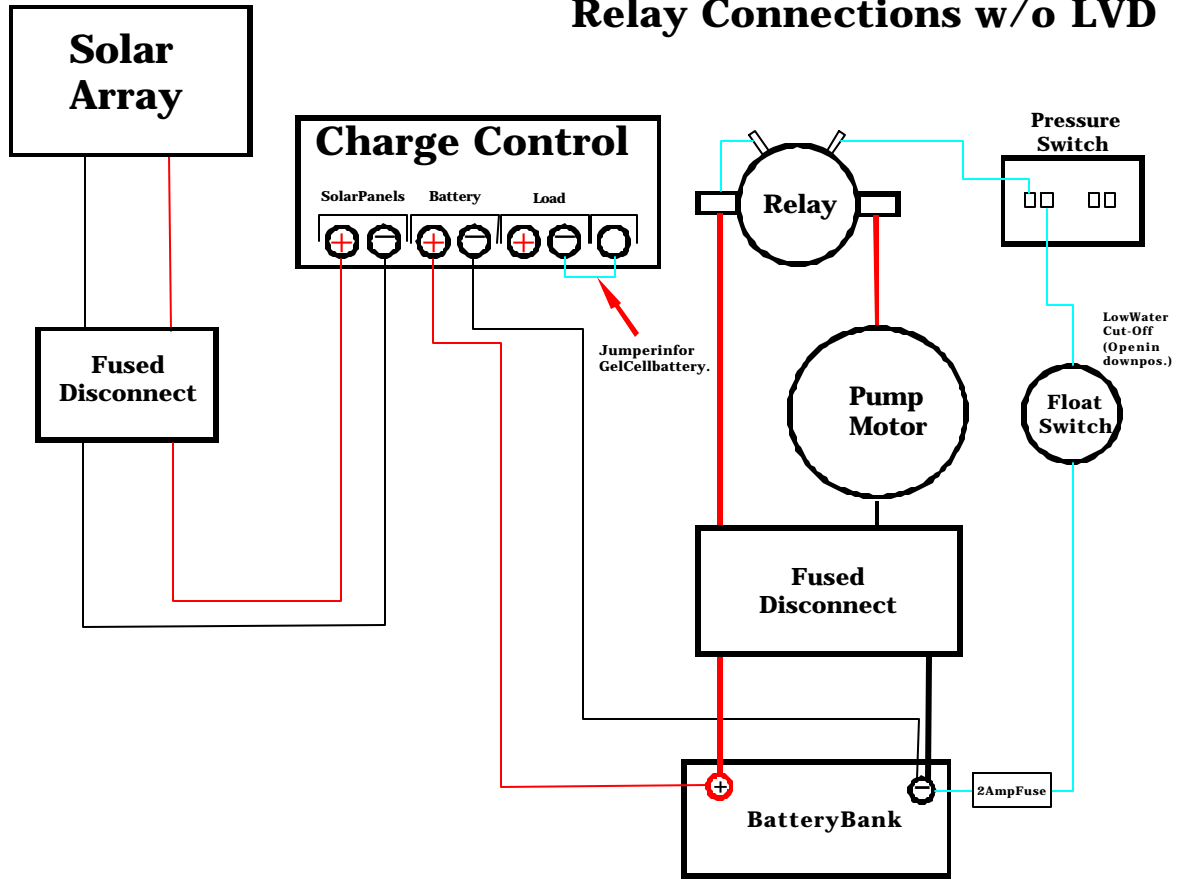 Relay Connections w/o LVD
Solar
Array
Charge Control
SolarPanels
Battery
Load
+
−
+
−
+
−
Jumperinfor
GelCellbattery.
Relay
Pressure
Switch
LowWater
Cut-Off
(Openin
downpos.)
Float
Switch
Fused
Disconnect
Pump
Motor
Fused
Disconnect
+
−
2AmpFuse
BatteryBank